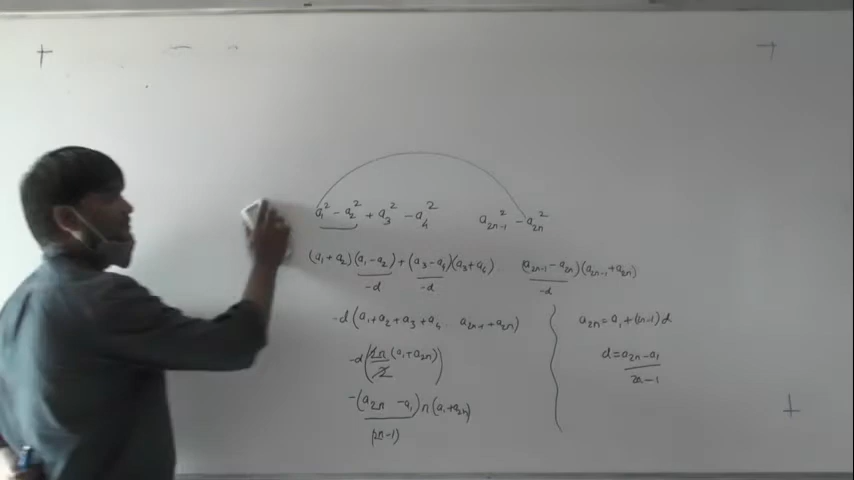 a₁² - a₂² + a₃² - a₄² a₂ₙ₋₁² - a₂ₙ²
(a₁+a₂)(a₁-a₂)+(a₃-a₄)(a₃+a₄). (a₂ₙ₋₁-a₂ₙ)(a₂ₙ₋₁+a₂ₙ)
-d -d -d
-d(a₁+a₂+a₃+a₄ a₂ₙ₋₁+a₂ₙ)
-d(2n/2 (a₁+a₂ₙ))
-(a₂ₙ -a₁)n(a₁+a₂ₙ)
(2n-1)
a₂ₙ=a₁+(2n-1)d
d=a₂ₙ-a₁
2n-1